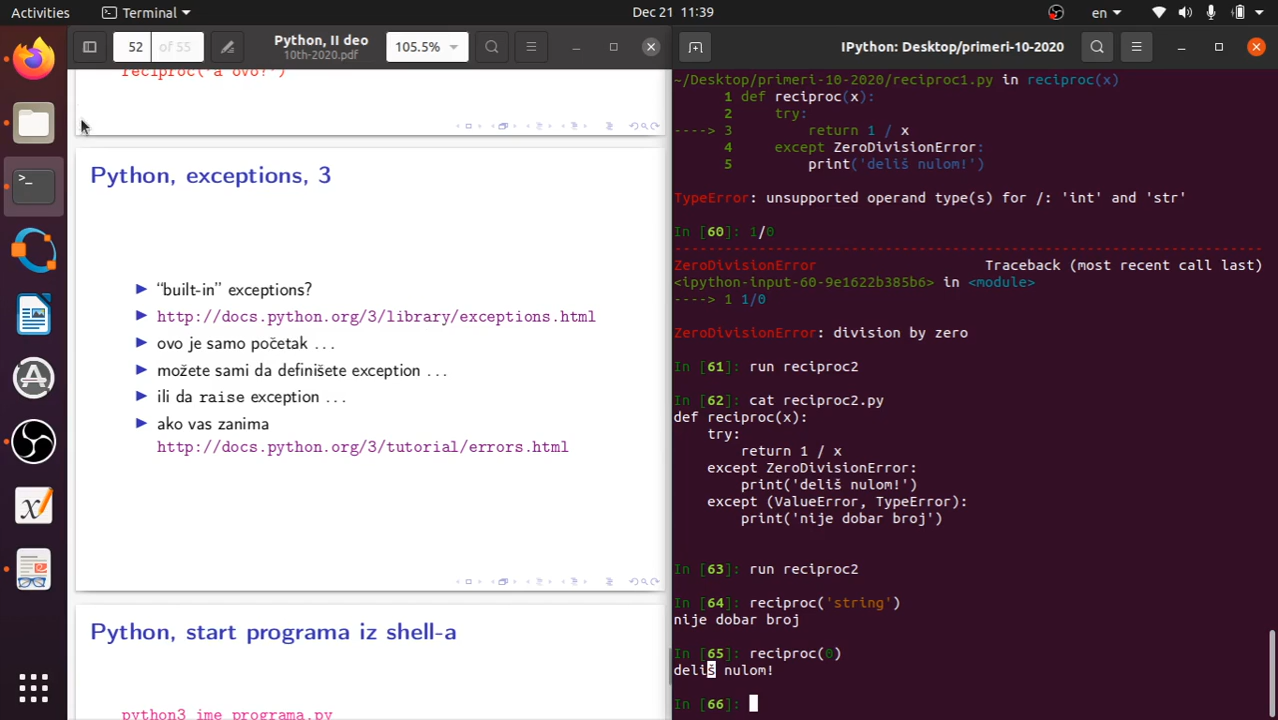 Activities
Terminal
Dec 21 11:39
en
52
of 55
Python, II deo
10th-2020.pdf
105.5%
reciproc('a ovo?')
Python, exceptions, 3
“built-in” exceptions?
http://docs.python.org/3/library/exceptions.html
ovo je samo početak ...
možete sami da definišete exception ...
ili da raise exception ...
ako vas zanima
http://docs.python.org/3/tutorial/errors.html
Python, start programa iz shell-a
python3 ime_programa.py
IPython: Desktop/primeri-10-2020
~/Desktop/primeri-10-2020/reciproc1.py in reciproc(x)
1 def reciproc(x):
2 try:
----> 3 return 1 / x
4 except ZeroDivisionError:
5 print('deliš nulom!')
TypeError: unsupported operand type(s) for /: 'int' and 'str'
In [60]: 1/0
ZeroDivisionError Traceback (most recent call last)
<ipython-input-60-9e1622b385b6> in <module>
----> 1 1/0
ZeroDivisionError: division by zero
In [61]: run reciproc2
In [62]: cat reciproc2.py
def reciproc(x):
try:
return 1 / x
except ZeroDivisionError:
print('deliš nulom!')
except (ValueError, TypeError):
print('nije dobar broj')
In [63]: run reciproc2
In [64]: reciproc('string')
nije dobar broj
In [65]: reciproc(0)
deliš nulom!
In [66]: